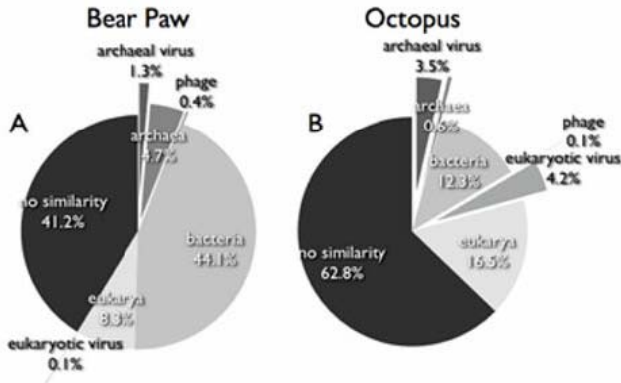 Bear Paw
archaeal virus
1.3%
phage
0.4%
A
archaea
4.7%
no similarity
41.2%
bacteria
44.1%
eukarya
8.3%
eukaryotic virus
0.1%
Octopus
archaeal virus
3.5%
archaea
0.6%
B
phage
0.1%
bacteria
12.3%
eukaryotic virus
4.2%
eukarya
16.5%
no similarity
62.8%